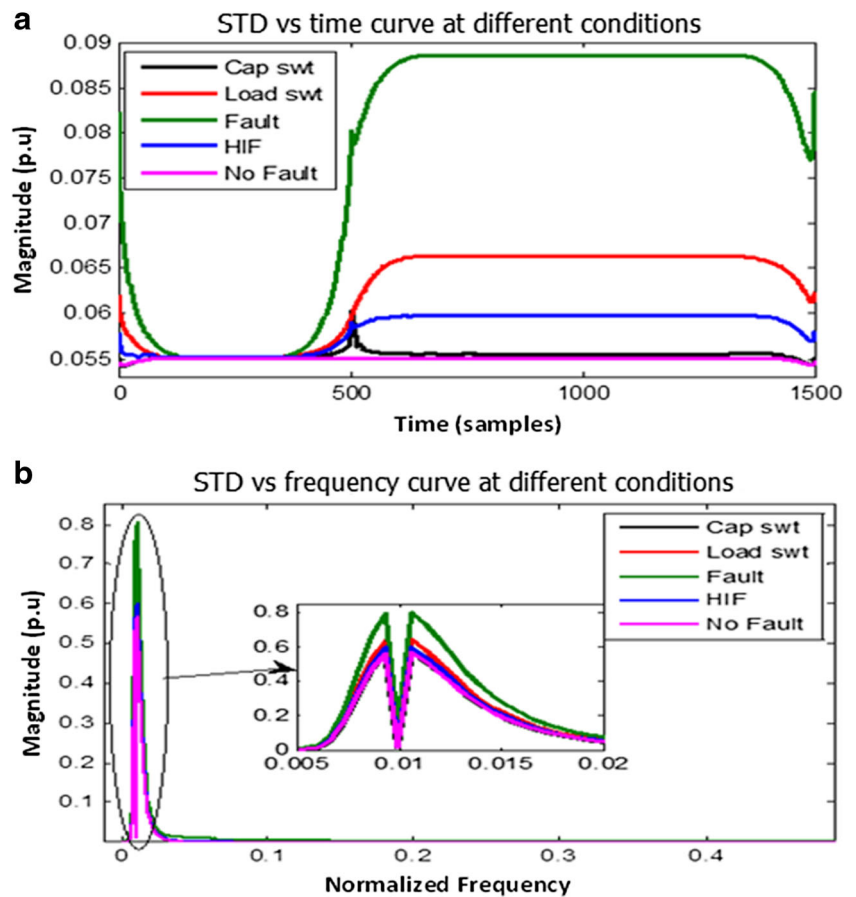 a
STD vs time curve at different conditions
0.09
0.085
0.08
0.075
0.07
0.065
0.06
0.055
Magnitude (p.u)
Cap swt
Load swt
Fault
HIF
No Fault
0 500 1000 1500
Time (samples)
b
STD vs frequency curve at different conditions
0.8
0.7
0.6
0.5
0.4
0.3
0.2
0.1
Magnitude (p.u)
Cap swt
Load swt
Fault
HIF
No Fault
0.8
0.6
0.4
0.2
0
0.005 0.01 0.015 0.02
0 0.1 0.2 0.3 0.4
Normalized Frequency